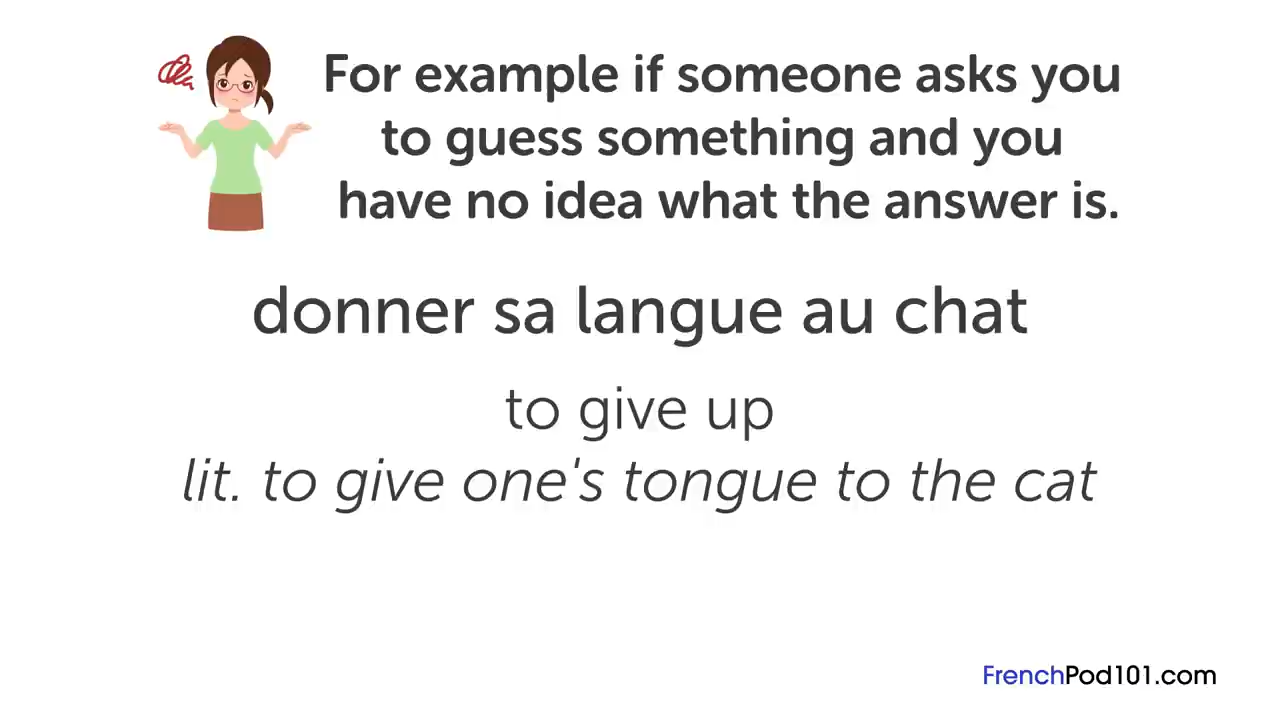 For example if someone asks you
to guess something and you
have no idea what the answer is.
donner sa langue au chat
to give up
lit. to give one's tongue to the cat
FrenchPod101.com